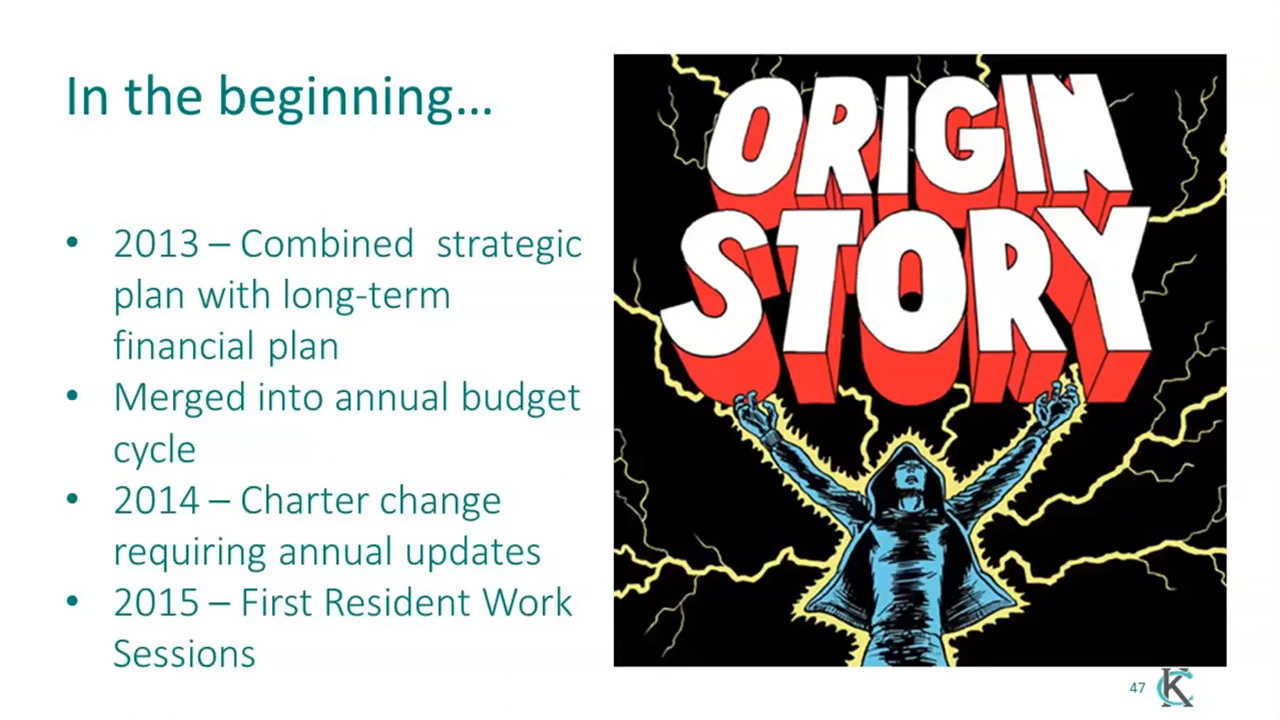 In the beginning…
• 2013 – Combined  strategic
plan with long-term
financial plan
• Merged into annual budget
cycle
• 2014 – Charter change
requiring annual updates
• 2015 – First Resident Work
Sessions
ORIGIN
STORY
47
KC